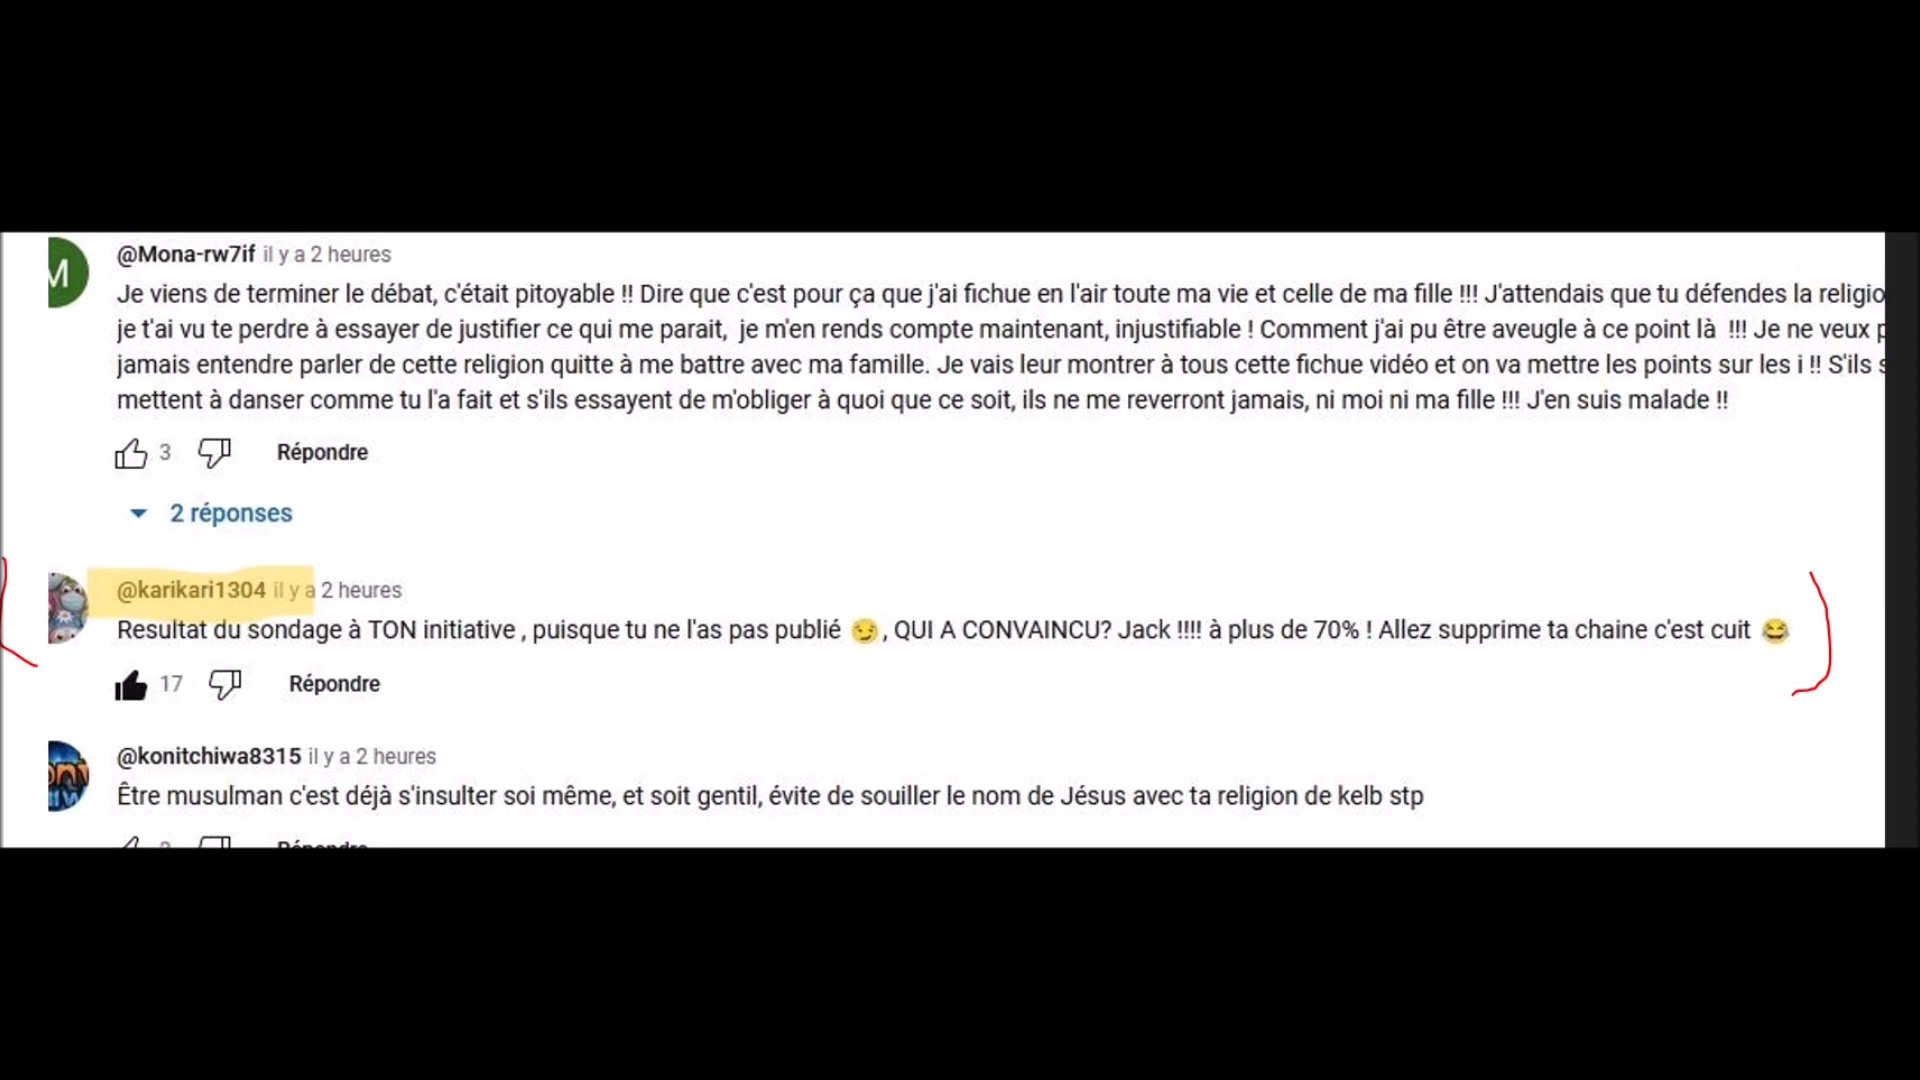 M
@Mona-rw7if il y a 2 heures
Je viens de terminer le débat, c'était pitoyable !! Dire que c'est pour ça que j'ai fichue en l'air toute ma vie et celle de ma fille !!! J'attendais que tu défendes la religio
je t'ai vu te perdre à essayer de justifier ce qui me parait, je m'en rends compte maintenant, injustifiable ! Comment j'ai pu être aveugle à ce point là !!! Je ne veux p
jamais entendre parler de cette religion quitte à me battre avec ma famille. Je vais leur montrer à tous cette fichue vidéo et on va mettre les points sur les i !! S'ils s
mettent à danser comme tu l'a fait et s'ils essayent de m'obliger à quoi que ce soit, ils ne me reverront jamais, ni moi ni ma fille !!! J'en suis malade !!
3 Répondre
2 réponses
@karikari1304 il y a 2 heures
Resultat du sondage à TON initiative , puisque tu ne l'as pas publié 😏 , QUI A CONVAINCU? Jack !!!! à plus de 70% ! Allez supprime ta chaine c'est cuit 😂
17 Répondre
@konitchiwa8315 il y a 2 heures
Être musulman c'est déjà s'insulter soi même, et soit gentil, évite de souiller le nom de Jésus avec ta religion de kelb stp
Répondre